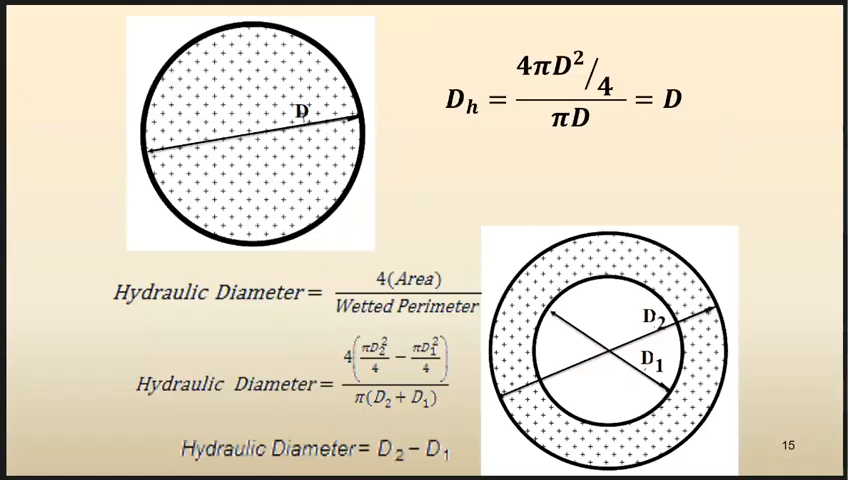 D
D_h = (4πD²/4)/(πD) = D
Hydraulic Diameter = 4(Area)/Wetted Perimeter
Hydraulic Diameter = 4(πD₂²/4 − πD₁²/4)/π(D₂ + D₁)
Hydraulic Diameter = D₂ − D₁
D₂
D₁
15